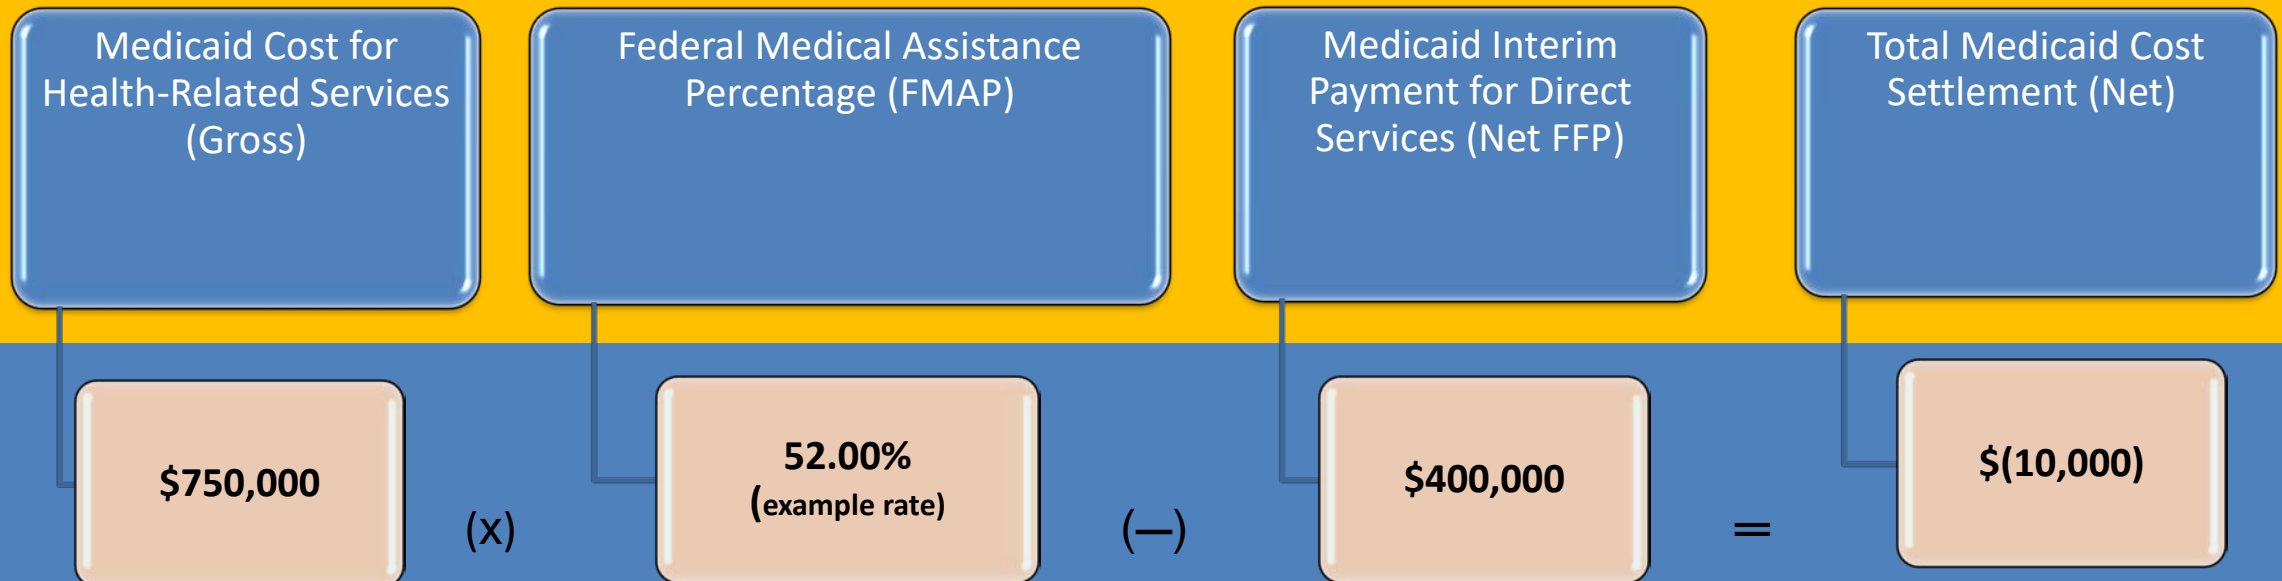 Medicaid Cost for
Health-Related Services
(Gross)
Federal Medical Assistance
Percentage (FMAP)
Medicaid Interim
Payment for Direct
Services (Net FFP)
Total Medicaid Cost
Settlement (Net)
$750,000
(x)
52.00%
(example rate)
(—)
$400,000
=
$(10,000)